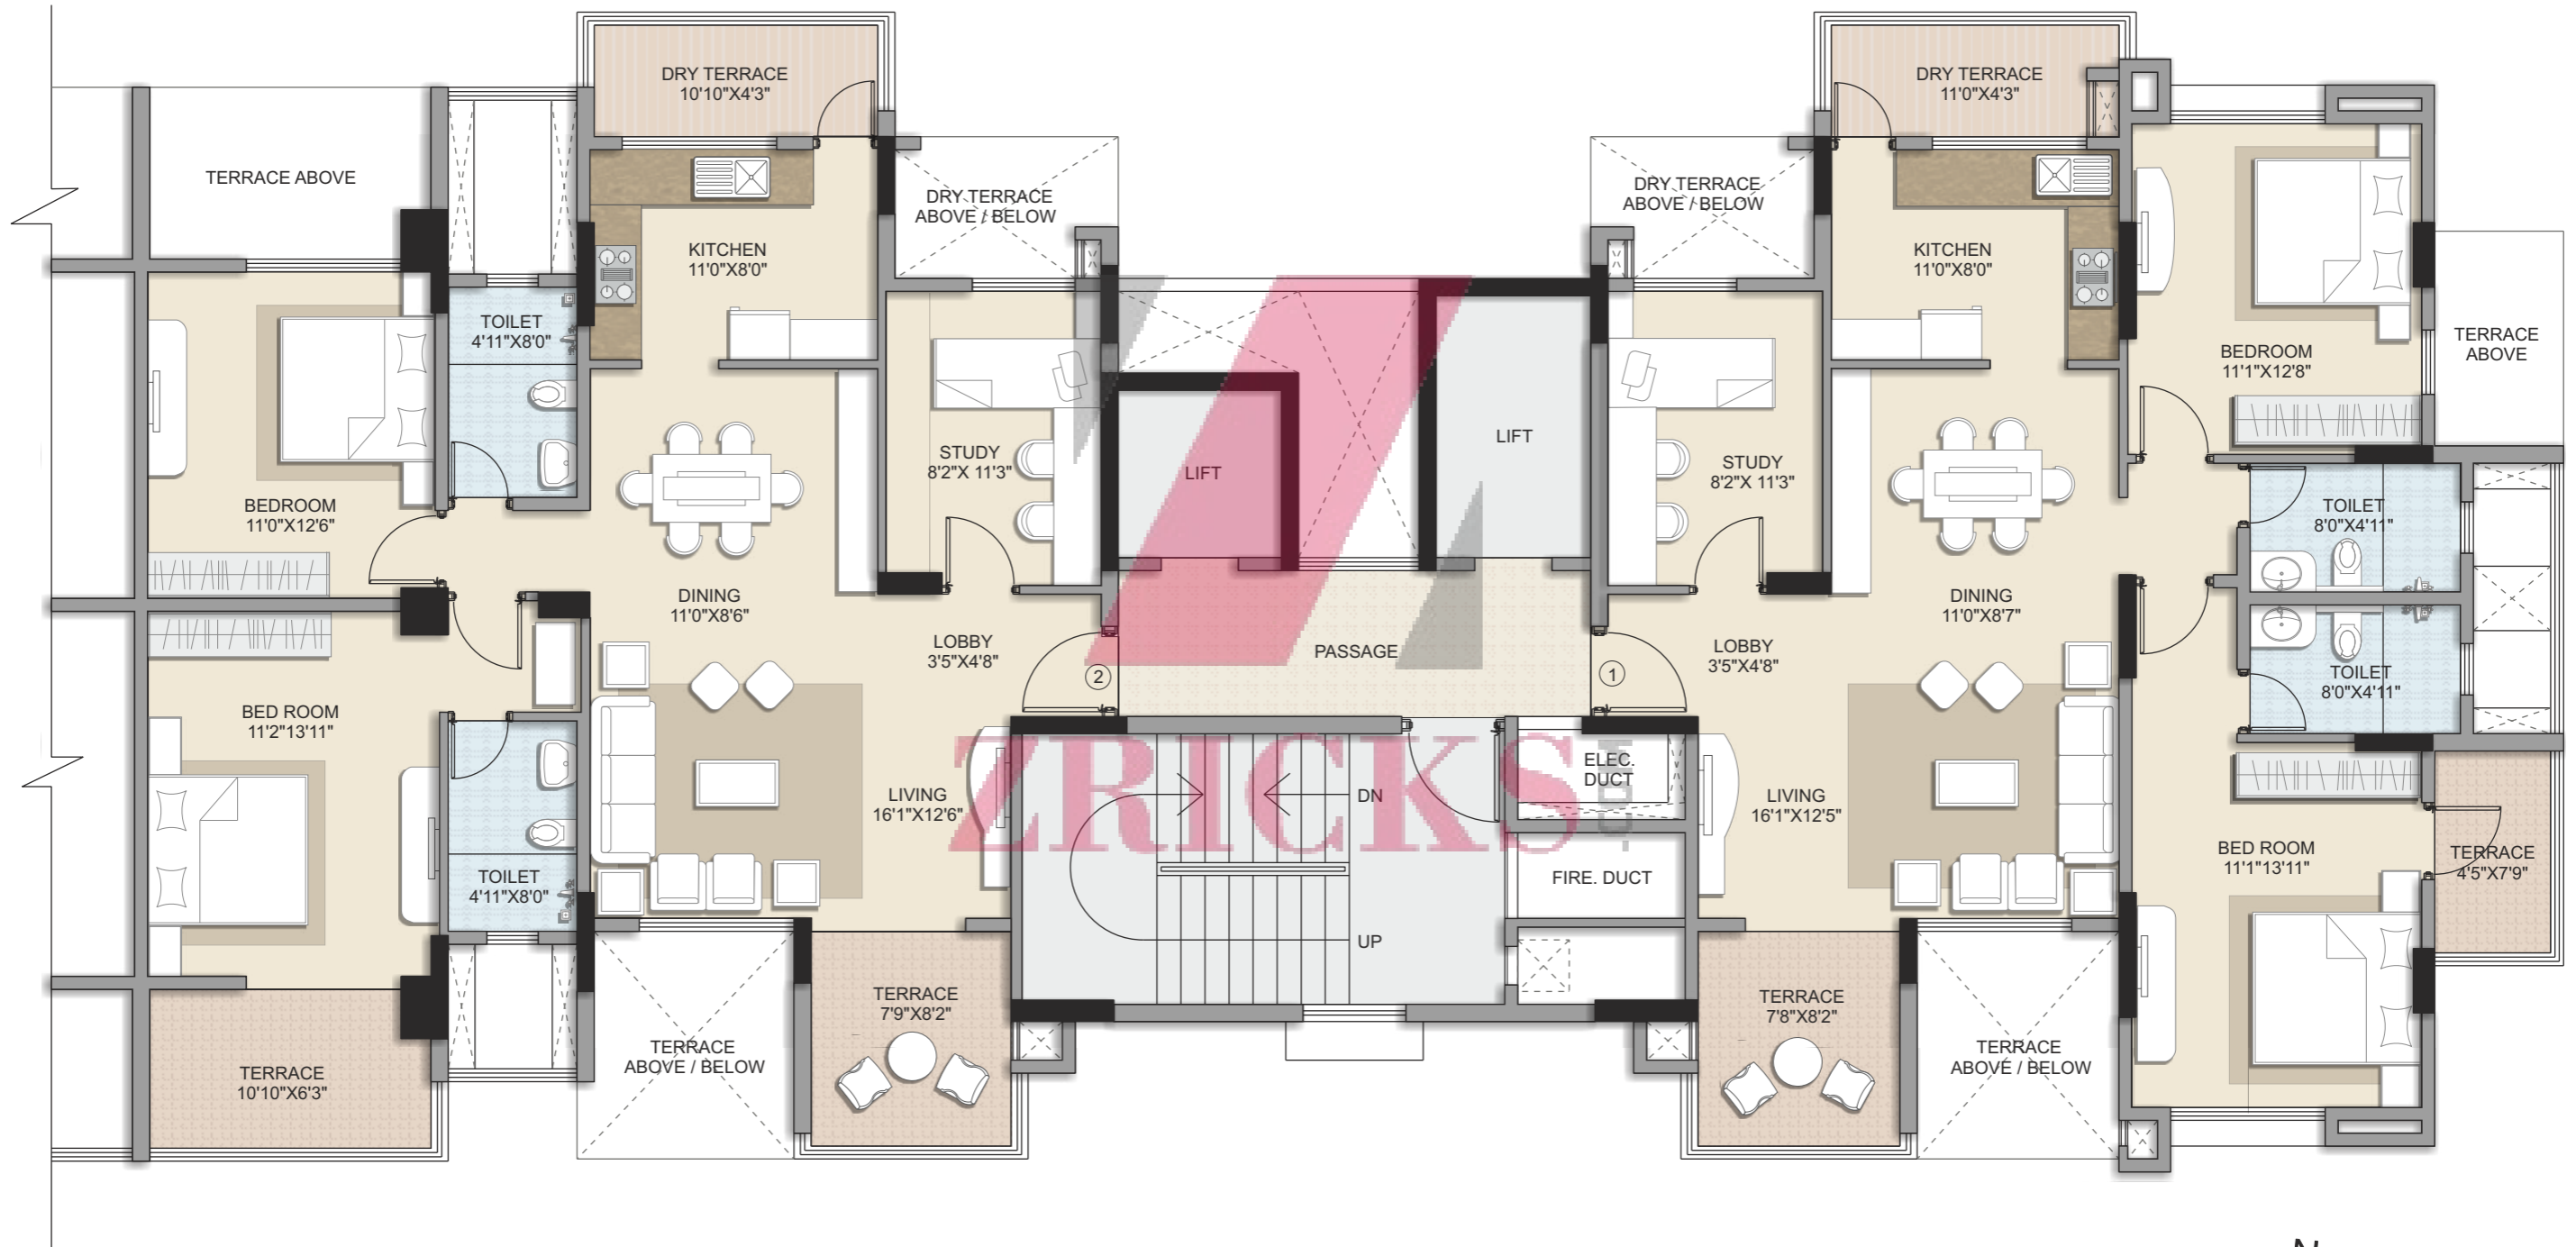 DRY TERRACE
10'10"X4'3"
DRY TERRACE
11'0"X4'3"
TERRACE ABOVE
DRY TERRACE
ABOVE / BELOW
DRY TERRACE
ABOVE / BELOW
KITCHEN
11'0"X8'0"
KITCHEN
11'0"X8'0"
TOILET
4'11"X8'0"
BEDROOM
11'1"X12'8"
TERRACE
ABOVE
STUDY
8'2"X 11'3"
LIFT
LIFT
STUDY
8'2"X 11'3"
BEDROOM
11'0"X12'6"
TOILET
8'0"X4'11"
DINING
11'0"X8'6"
DINING
11'0"X8'7"
LOBBY
3'5"X4'8"
PASSAGE
LOBBY
3'5"X4'8"
2
1
TOILET
8'0"X4'11"
BED ROOM
11'2"13'11"
ZRICKS
.COM
ELEC.
DUCT
LIVING
16'1"X12'6"
DN
LIVING
16'1"X12'5"
BED ROOM
11'1"13'11"
TERRACE
4'5"X7'9"
TOILET
4'11"X8'0"
FIRE. DUCT
UP
TERRACE
7'9"X8'2"
TERRACE
7'8"X8'2"
TERRACE
ABOVE / BELOW
TERRACE
ABOVE / BELOW
TERRACE
10'10"X6'3"
N